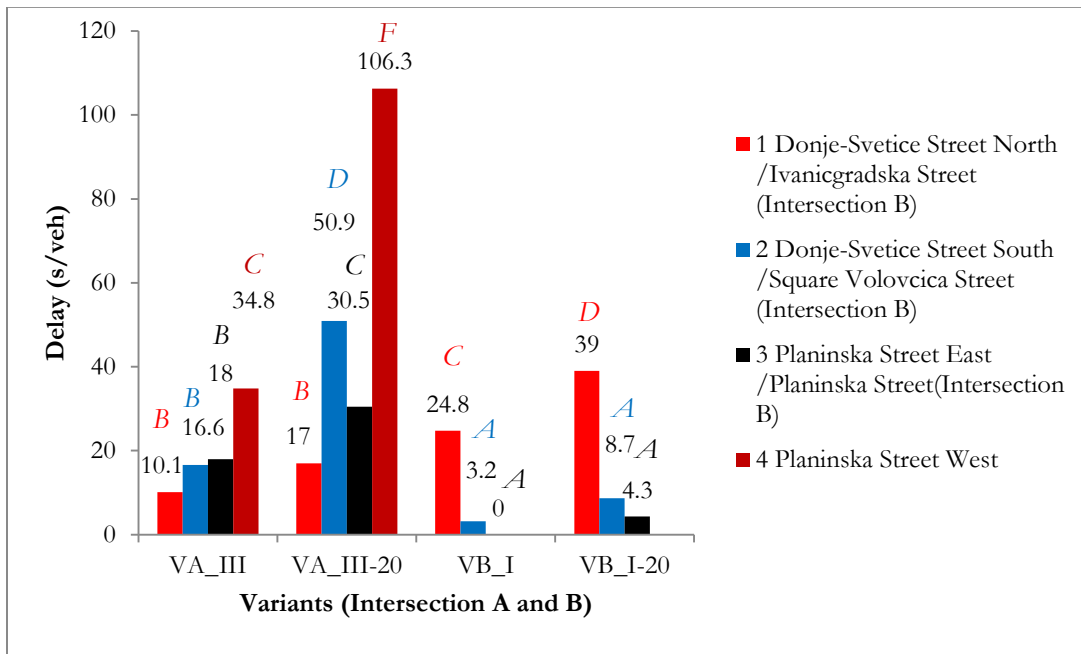 120
100
80
60
40
20
0
Delay (s/veh)
B
10.1
B
16.6
B
18
C
34.8
B
17
D
50.9
C
30.5
F
106.3
C
24.8
A
3.2
A
0
D
39
A
8.7
A
4.3
VA_III
VA_III-20
VB_I
VB_I-20
Variants (Intersection A and B)
1 Donje-Svetice Street North
/Ivanicgradska Street
(Intersection B)
2 Donje-Svetice Street South
/Square Volovcica Street
(Intersection B)
3 Planinska Street East
/Planinska Street(Intersection
B)
4 Planinska Street West